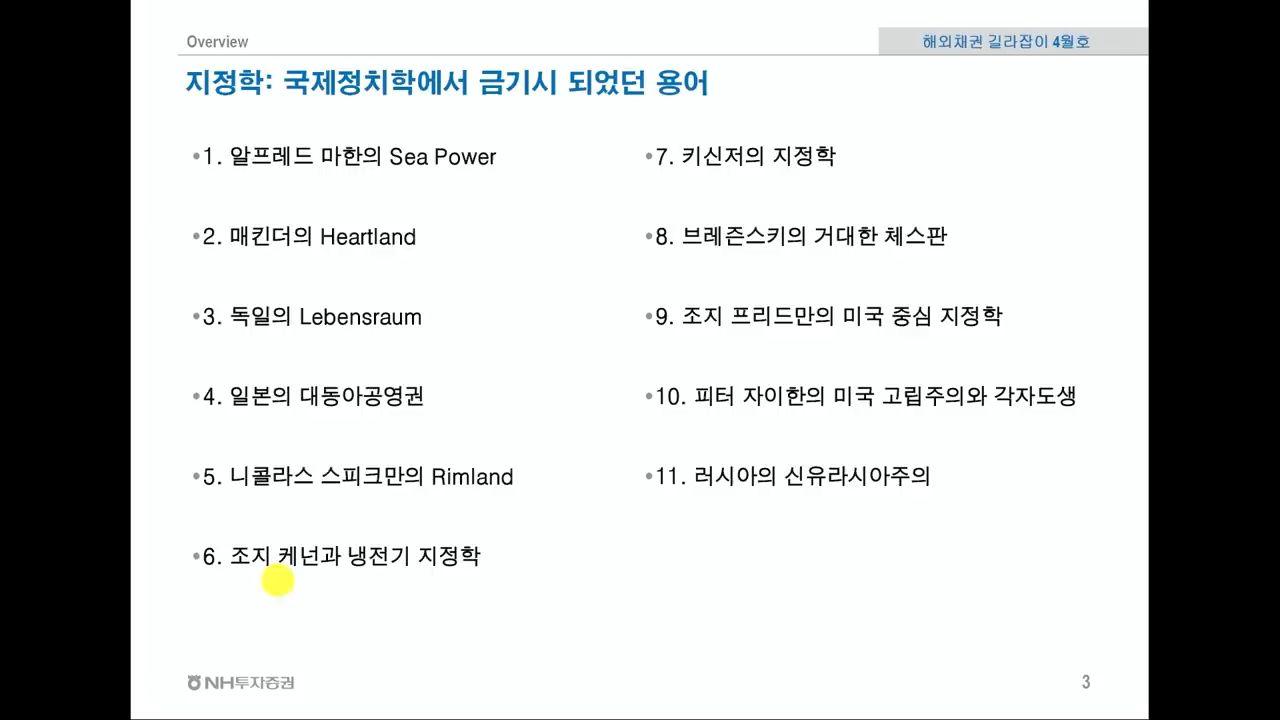 Overview
해외채권 길라잡이 4월호
지정학: 국제정치학에서 금기시 되었던 용어
•1. 알프레드 마한의 Sea Power
•2. 매킨더의 Heartland
•3. 독일의 Lebensraum
•4. 일본의 대동아공영권
•5. 니콜라스 스피크만의 Rimland
•6. 조지 케넌과 냉전기 지정학
•7. 키신저의 지정학
•8. 브레즌스키의 거대한 체스판
•9. 조지 프리드만의 미국 중심 지정학
•10. 피터 자이한의 미국 고립주의와 각자도생
•11. 러시아의 신유라시아주의
NH투자증권
3